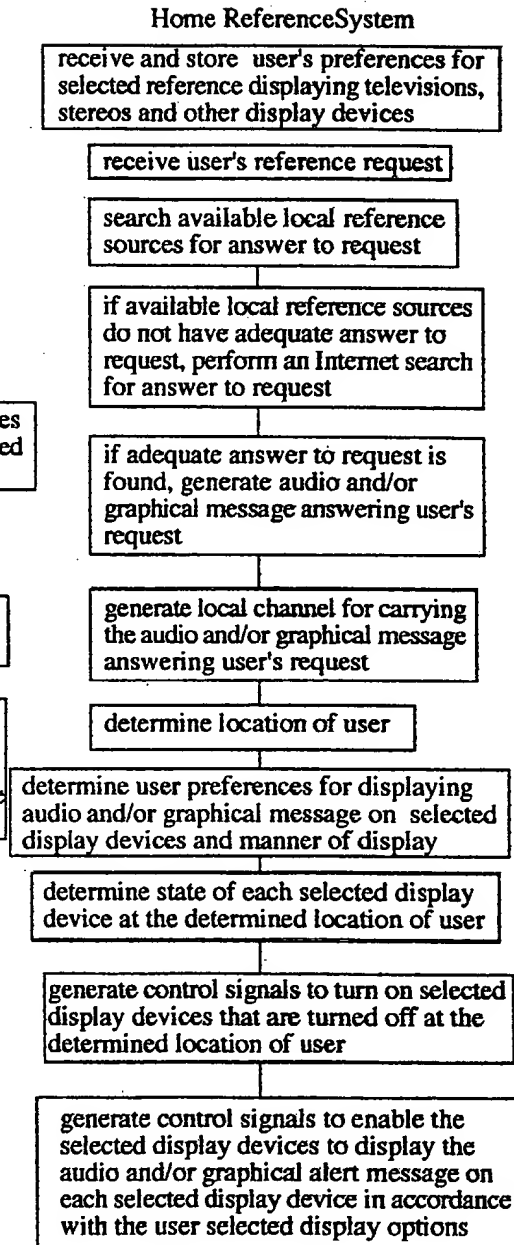 Home ReferenceSystem
receive and store user's preferences for
selected reference displaying televisions,
stereos and other display devices
receive user's reference request
search available local reference
sources for answer to request
if available local reference sources
do not have adequate answer to
request, perform an Internet search
for answer to request
es
ed
if adequate answer to request is
found, generate audio and/or
graphical message answering user's
request
generate local channel for carrying
the audio and/or graphical message
answering user's request
determine location of user
determine user preferences for displaying
audio and/or graphical message on selected
display devices and manner of display
determine state of each selected display
device at the determined location of user
generate control signals to turn on selected
display devices that are turned off at the
determined location of user
generate control signals to enable the
selected display devices to display the
audio and/or graphical alert message on
each selected display device in accordance
with the user selected display options